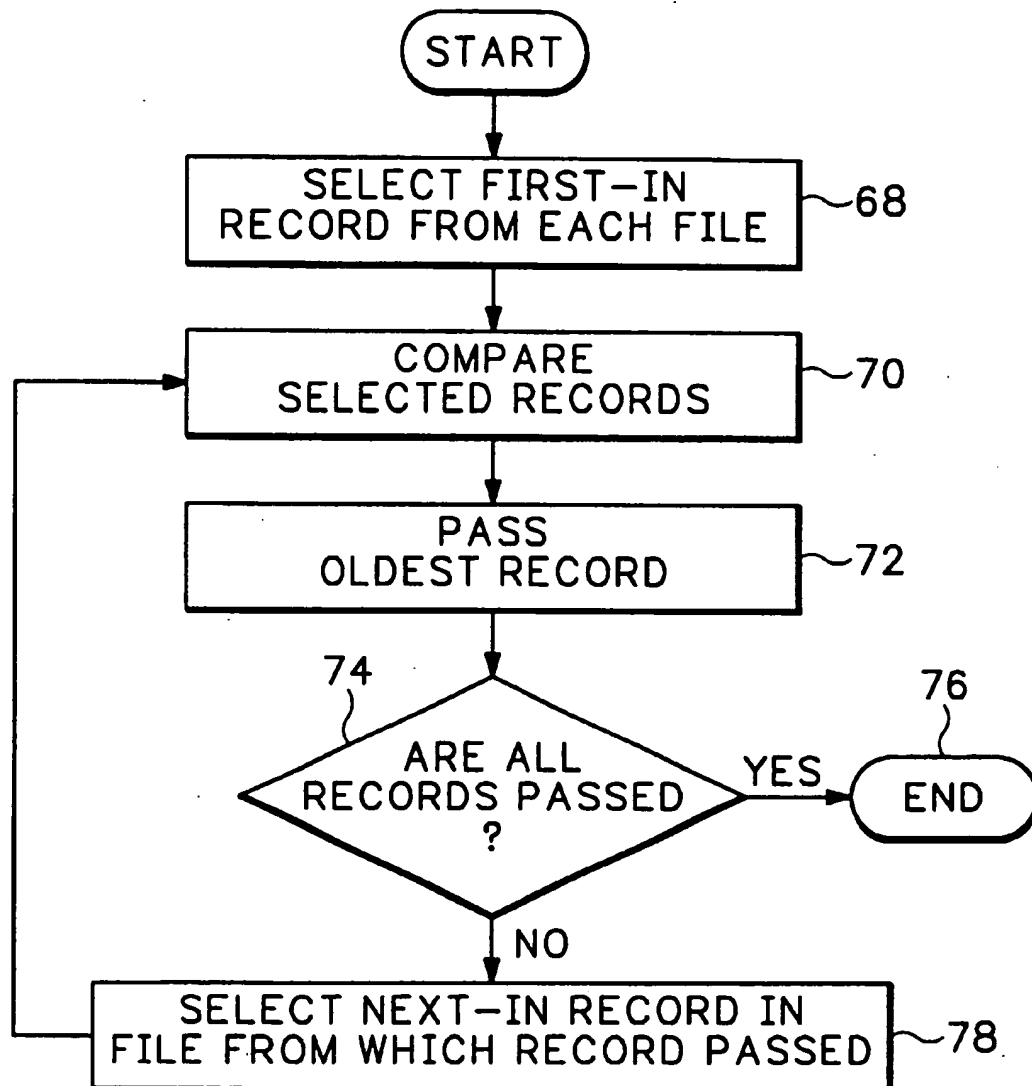 START
SELECT FIRST-IN
RECORD FROM EACH FILE
68
COMPARE
SELECTED RECORDS
70
PASS
OLDEST RECORD
72
74
ARE ALL
RECORDS PASSED
?
YES
76
END
NO
SELECT NEXT-IN RECORD IN
FILE FROM WHICH RECORD PASSED
78